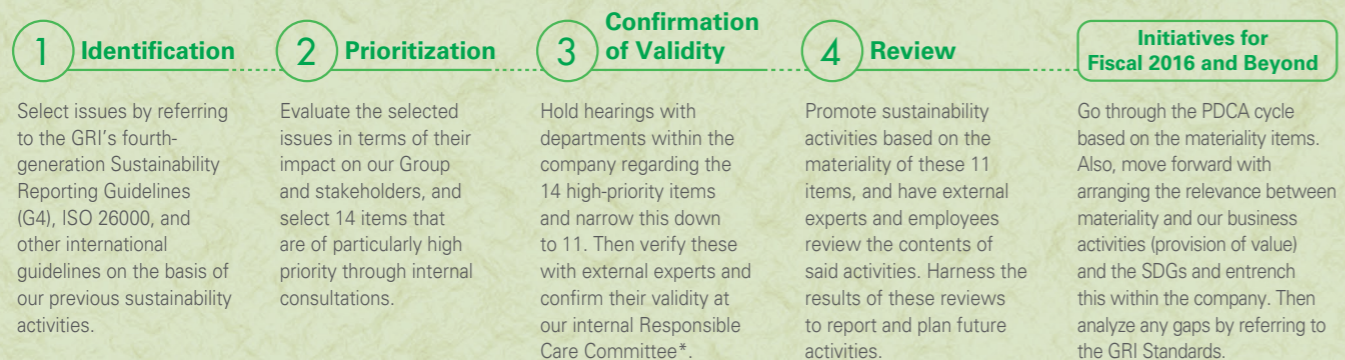 1 Identification
Select issues by referring
to the GRI's fourth-
generation Sustainability
Reporting Guidelines
(G4), ISO 26000, and
other international
guidelines on the basis of
our previous sustainability
activities.
2 Prioritization
Evaluate the selected
issues in terms of their
impact on our Group
and stakeholders, and
select 14 items that
are of particularly high
priority through internal
consultations.
3 Confirmation
of Validity
Hold hearings with
departments within the
company regarding the
14 high-priority items
and narrow this down
to 11. Then verify these
with external experts and
confirm their validity at
our internal Responsible
Care Committee*.
4 Review
Promote sustainability
activities based on the
materiality of these 11
items, and have external
experts and employees
review the contents of
said activities. Harness the
results of these reviews
to report and plan future
activities.
Initiatives for
Fiscal 2016 and Beyond
Go through the PDCA cycle
based on the materiality items.
Also, move forward with
arranging the relevance between
materiality and our business
activities (provision of value)
and the SDGs and entrench
this within the company. Then
analyze any gaps by referring to
the GRI Standards.